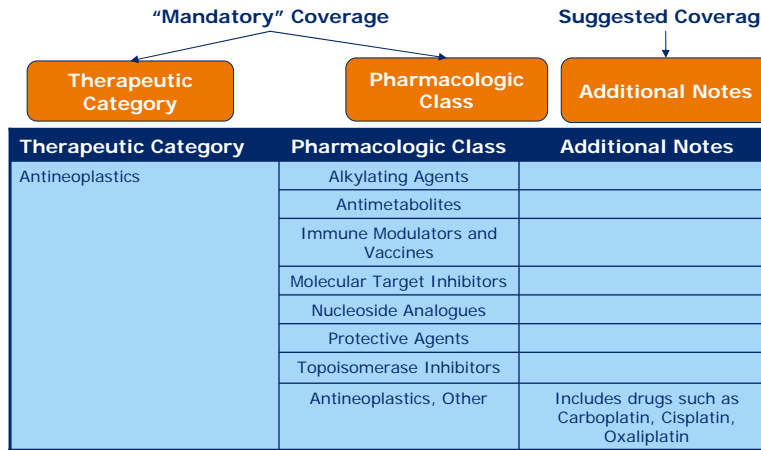 “Mandatory” Coverage
Suggested Coverag
Therapeutic
Category
Pharmacologic
Class
Additional Notes
Therapeutic Category Pharmacologic Class Additional Notes
Antineoplastics Alkylating Agents
Antimetabolites
Immune Modulators and
Vaccines
Molecular Target Inhibitors
Nucleoside Analogues
Protective Agents
Topoisomerase Inhibitors
Antineoplastics, Other Includes drugs such as
Carboplatin, Cisplatin,
Oxaliplatin